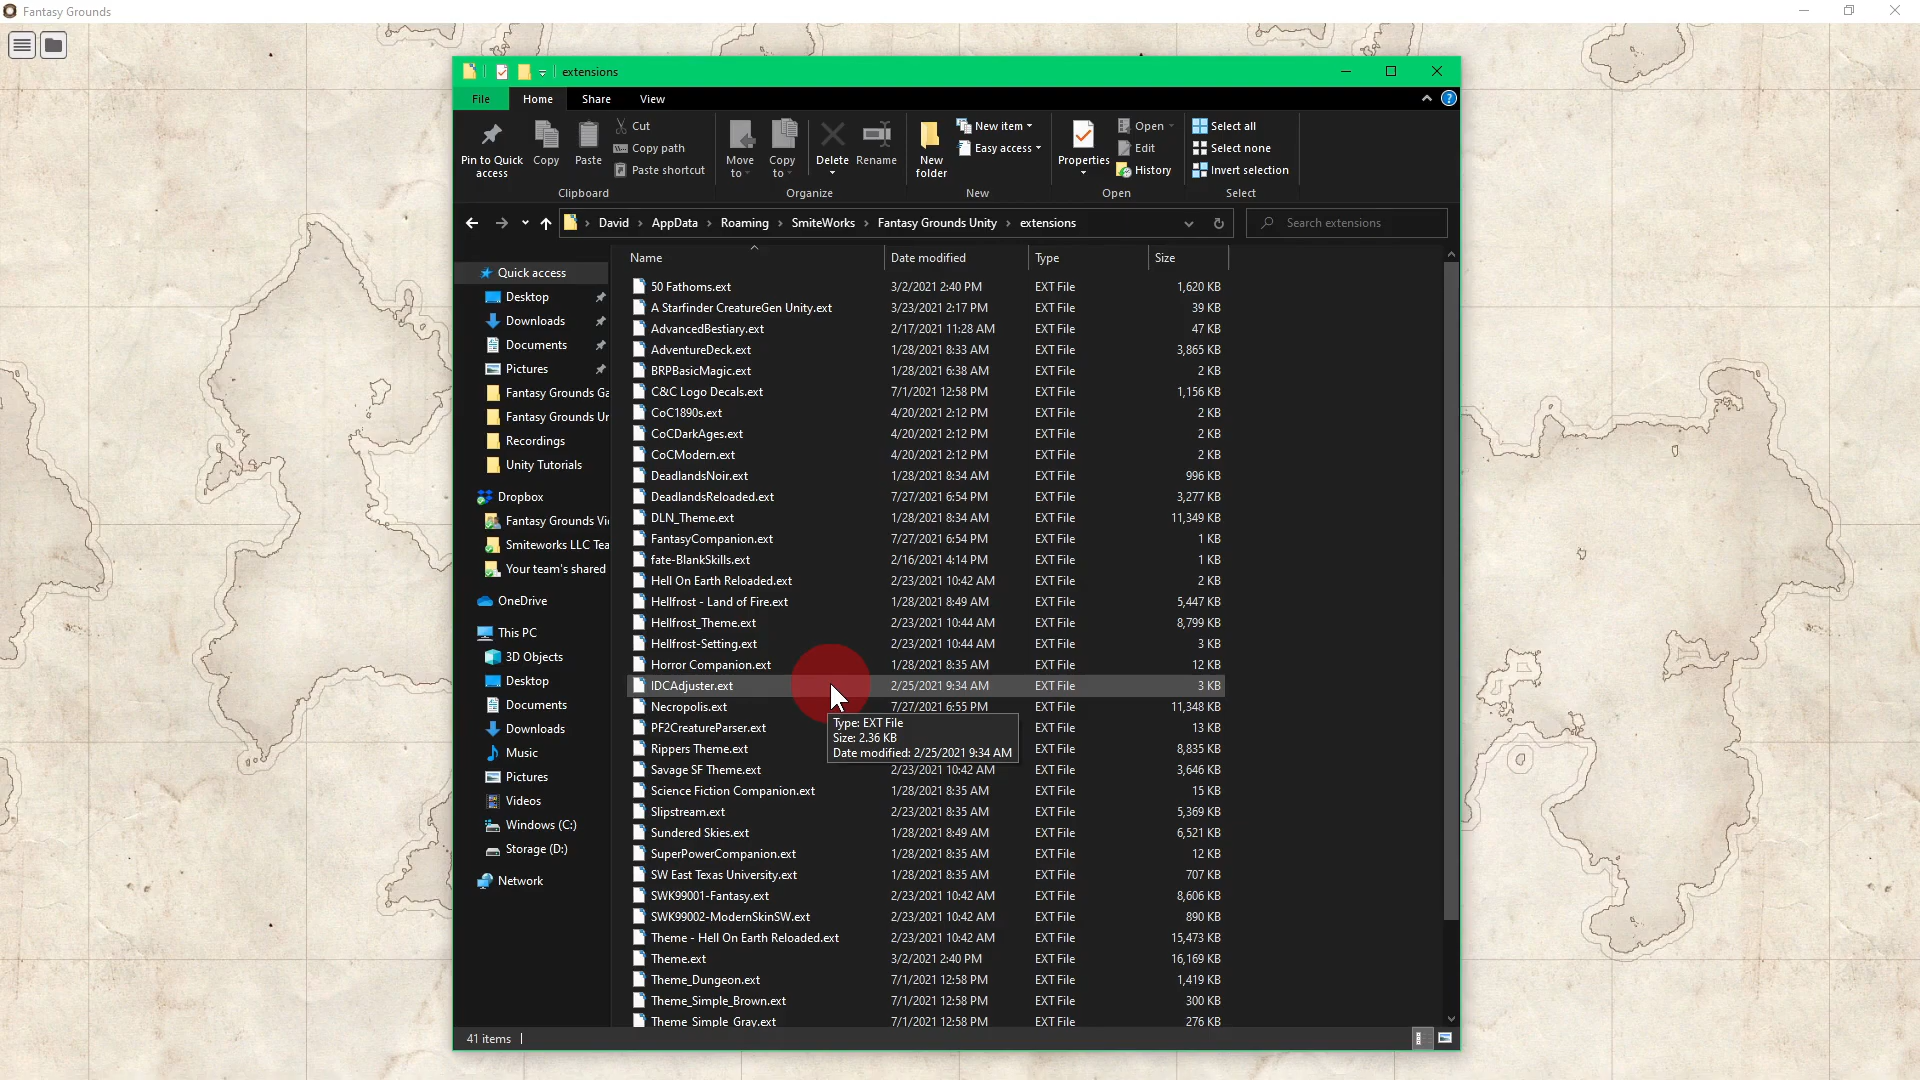 Fantasy Grounds
extensions
File Home Share View
Pin to Quick access
Copy
Paste
Cut
Copy path
Paste shortcut
Clipboard
Move to
Copy to
Delete
Rename
Organize
New folder
New item
Easy access
New
Properties
Open
Edit
History
Open
Select all
Select none
Invert selection
Select
David > AppData > Roaming > SmiteWorks > Fantasy Grounds Unity > extensions
Search extensions
Quick access
Desktop
Downloads
Documents
Pictures
Fantasy Grounds Ga
Fantasy Grounds Ur
Recordings
Unity Tutorials
Dropbox
Fantasy Grounds Vi
Smiteworks LLC Tea
Your team's shared
OneDrive
This PC
3D Objects
Desktop
Documents
Downloads
Music
Pictures
Videos
Windows (C:)
Storage (D:)
Network
Name Date modified Type Size
50 Fathoms.ext 3/2/2021 2:40 PM EXT File 1,620 KB
A Starfinder CreatureGen Unity.ext 3/23/2021 2:17 PM EXT File 39 KB
AdvancedBestiary.ext 2/17/2021 11:28 AM EXT File 47 KB
AdventureDeck.ext 1/28/2021 8:33 AM EXT File 3,865 KB
BRPBasicMagic.ext 1/28/2021 6:38 AM EXT File 2 KB
C&C Logo Decals.ext 7/1/2021 12:58 PM EXT File 1,156 KB
CoC1890s.ext 4/20/2021 2:12 PM EXT File 2 KB
CoCDarkAges.ext 4/20/2021 2:12 PM EXT File 2 KB
CoCModern.ext 4/20/2021 2:12 PM EXT File 2 KB
DeadlandsNoir.ext 1/28/2021 8:34 AM EXT File 996 KB
DeadlandsReloaded.ext 7/27/2021 6:54 PM EXT File 3,277 KB
DLN_Theme.ext 1/28/2021 8:34 AM EXT File 11,349 KB
FantasyCompanion.ext 7/27/2021 6:54 PM EXT File 1 KB
fate-BlankSkills.ext 2/16/2021 4:14 PM EXT File 1 KB
Hell On Earth Reloaded.ext 2/23/2021 10:42 AM EXT File 2 KB
Hellfrost - Land of Fire.ext 1/28/2021 8:49 AM EXT File 5,447 KB
Hellfrost_Theme.ext 2/23/2021 10:44 AM EXT File 8,799 KB
Hellfrost-Setting.ext 2/23/2021 10:44 AM EXT File 3 KB
Horror Companion.ext 1/28/2021 8:35 AM EXT File 12 KB
IDCAdjuster.ext 2/25/2021 9:34 AM EXT File 3 KB
Necropolis.ext 7/27/2021 6:55 PM EXT File 11,348 KB
PF2CreatureParser.ext EXT File 13 KB
Type: EXT File
Size: 2.36 KB
Date modified: 2/25/2021 9:34 AM
Rippers Theme.ext EXT File 8,835 KB
Savage SF Theme.ext 2/23/2021 10:42 AM EXT File 3,646 KB
Science Fiction Companion.ext 1/28/2021 8:35 AM EXT File 15 KB
Slipstream.ext 2/23/2021 8:35 AM EXT File 5,369 KB
Sundered Skies.ext 1/28/2021 8:49 AM EXT File 6,521 KB
SuperPowerCompanion.ext 1/28/2021 8:35 AM EXT File 12 KB
SW East Texas University.ext 1/28/2021 8:35 AM EXT File 707 KB
SWK99001-Fantasy.ext 2/23/2021 10:42 AM EXT File 8,606 KB
SWK99002-ModernSkinSW.ext 2/23/2021 10:42 AM EXT File 890 KB
Theme - Hell On Earth Reloaded.ext 2/23/2021 10:42 AM EXT File 15,473 KB
Theme.ext 3/2/2021 2:40 PM EXT File 16,169 KB
Theme_Dungeon.ext 7/1/2021 12:58 PM EXT File 1,419 KB
Theme_Simple_Brown.ext 7/1/2021 12:58 PM EXT File 300 KB
Theme_Simple_Gray.ext 7/1/2021 12:58 PM EXT File 276 KB
41 items